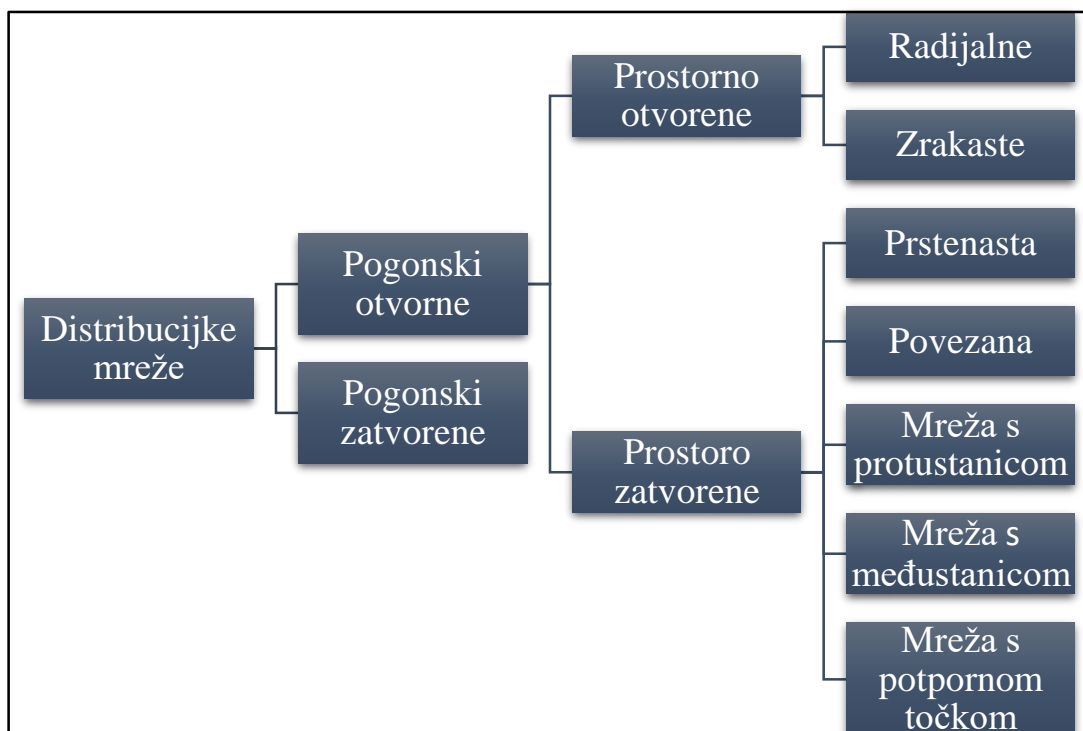 Distribucijke
mreže
Pogonski
otvorne
Pogonski
zatvorene
Prostorno
otvorene
Prostoro
zatvorene
Radijalne
Zrakaste
Prstenasta
Povezana
Mreža s
protustanicom
Mreža s
međustanicom
Mreža s
potpornom
točkom